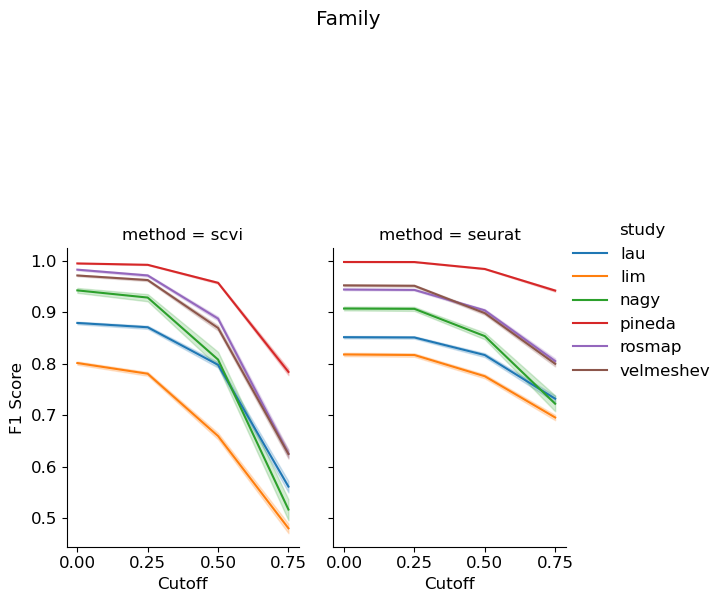 Family
method = scvi
method = seurat
study
lau
lim
nagy
pineda
rosmap
velmeshev
F1 Score
1.0
0.9
0.8
0.7
0.6
0.5
0.00 0.25 0.50 0.75
0.00 0.25 0.50 0.75
Cutoff
Cutoff